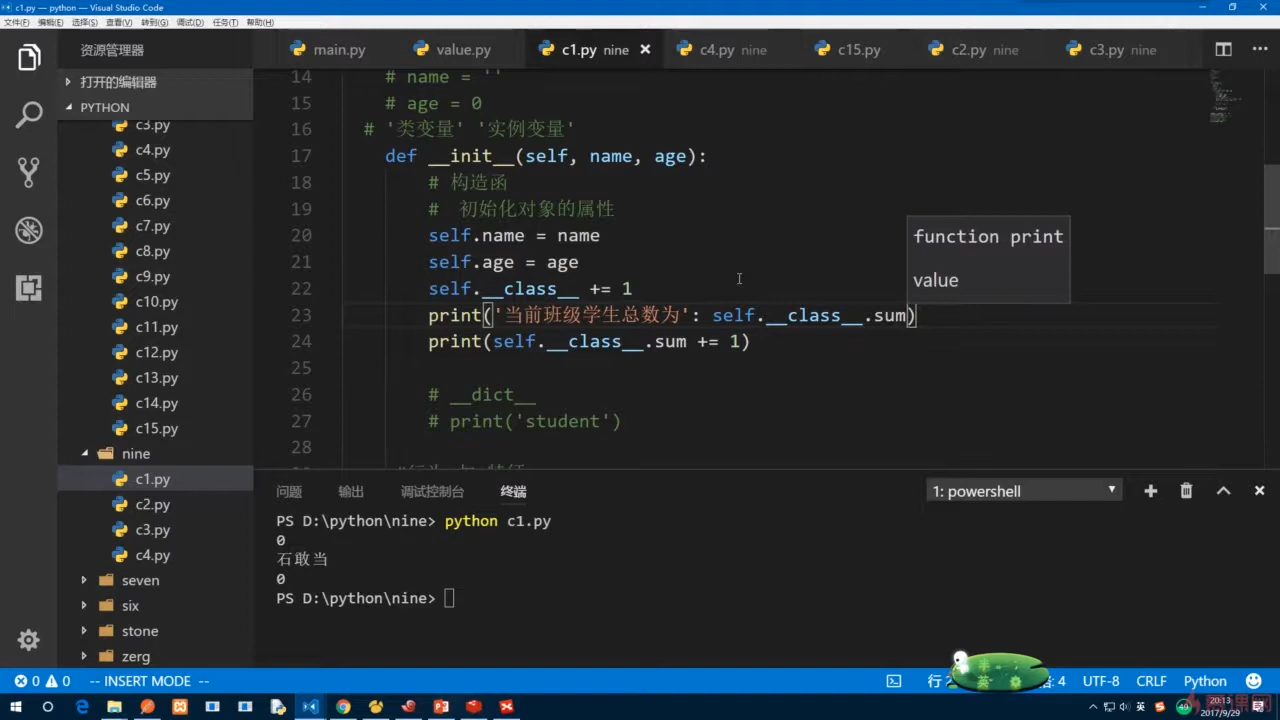 c1.py — python — Visual Studio Code
文件(F) 编辑(E) 选择(S) 查看(V) 转到(G) 调试(D) 任务(T) 帮助(H)
资源管理器
main.py value.py c1.py nine c4.py nine c15.py c2.py nine c3.py nine
打开的编辑器
PYTHON
c3.py
c4.py
c5.py
c6.py
c7.py
c8.py
c9.py
c10.py
c11.py
c12.py
c13.py
c14.py
c15.py
nine
c1.py
c2.py
c3.py
c4.py
seven
six
stone
zerg
14 # name = ''
15 # age = 0
16 # '类变量' '实例变量'
17 def __init__(self, name, age):
18 # 构造函
19 # 初始化对象的属性
20 self.name = name
21 self.age = age
22 self.__class__ += 1
23 print('当前班级学生总数为': self.__class__.sum)
24 print(self.__class__.sum += 1)
25
26 # __dict__
27 # print('student')
28
function print
value
问题 输出 调试控制台 终端
1: powershell
PS D:\python\nine> python c1.py
0
石敢当
0
PS D:\python\nine>
0 0 -- INSERT MODE --
: 4 UTF-8 CRLF Python
英
20:13
2017/9/29